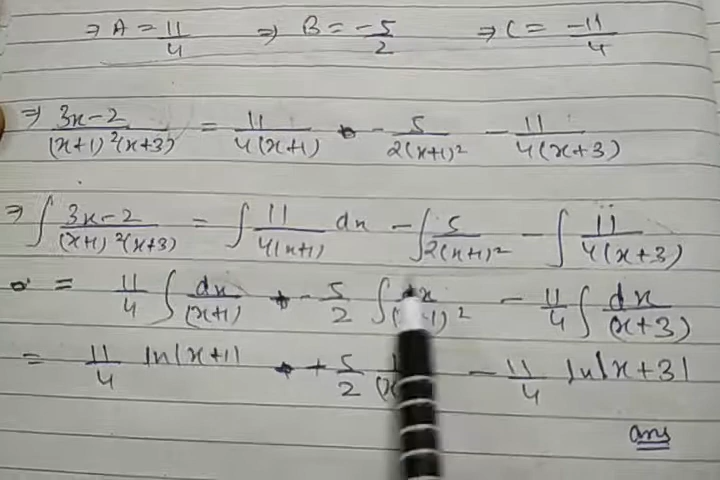 ⇒ A = 11/4 ⇒ B = -5/2 ⇒ C = -11/4
⇒ 3x-2/(x+1)²(x+3) = 11/4(x+1) - 5/2(x+1)² - 11/4(x+3)
⇒ ∫ 3x-2/(x+1)²(x+3) = ∫ 11/4(x+1) dx - ∫ 5/2(x+1)² - ∫ 11/4(x+3)
= 11/4 ∫ dx/(x+1) - 5/2 ∫ - 11/4 ∫ dx/(x+3)
= 11/4 ln|x+1| + 5/2 - 11/4 ln|x+3|
ans